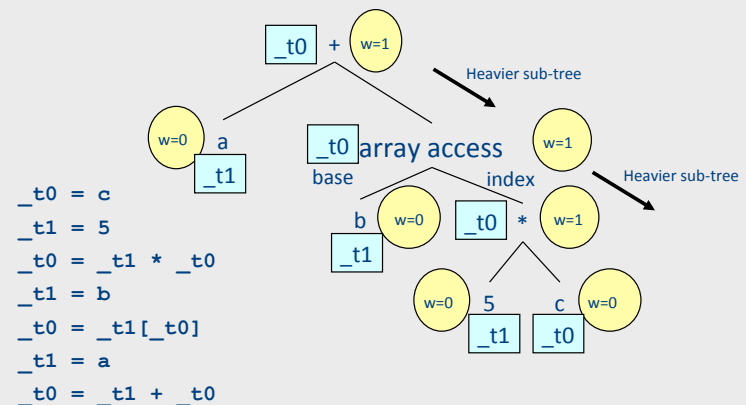 _t0 + w=1
Heavier sub-tree
w=0 a
_t1
_t0 array access w=1
base index
Heavier sub-tree
b w=0 _t0 * w=1
_t1
w=0 5 c w=0
_t1 _t0
_t0 = c
_t1 = 5
_t0 = _t1 * _t0
_t1 = b
_t0 = _t1[_t0]
_t1 = a
_t0 = _t1 + _t0